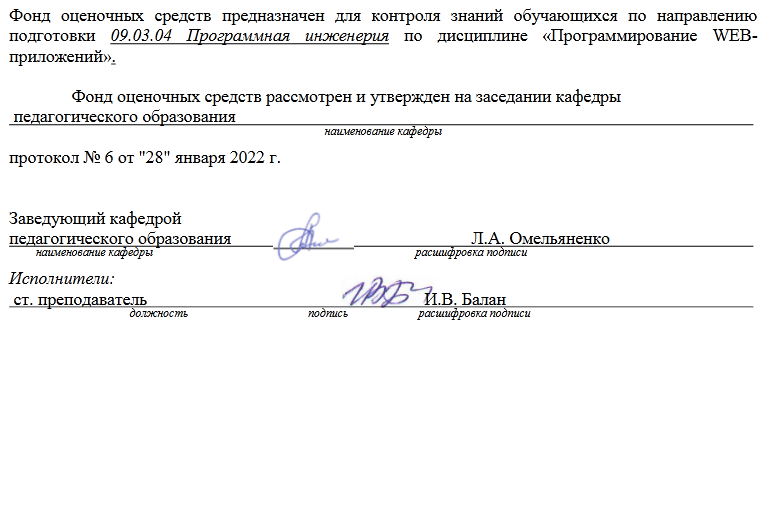 Фонд оценочных средств предназначен для контроля знаний обучающихся по направлению
подготовки 09.03.04 Программная инженерия по дисциплине «Программирование WEB-
приложений».
Фонд оценочных средств рассмотрен и утвержден на заседании кафедры
педагогического образования
наименование кафедры
протокол № 6 от "28" января 2022 г.
Заведующий кафедрой
педагогического образования Л.А. Омельяненко
наименование кафедры расшифровка подписи
Исполнители:
ст. преподаватель И.В. Балан
должность подпись расшифровка подписи